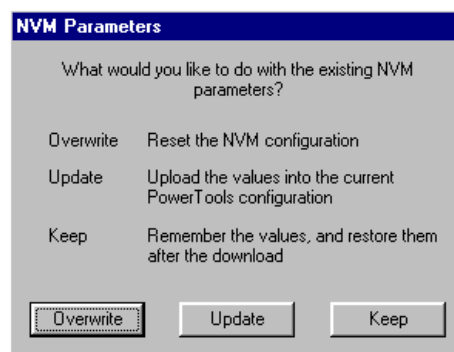 NVM Parameters
What would you like to do with the existing NVM
parameters?
Overwrite Reset the NVM configuration
Update Upload the values into the current
PowerTools configuration
Keep Remember the values, and restore them
after the download
Overwrite Update Keep